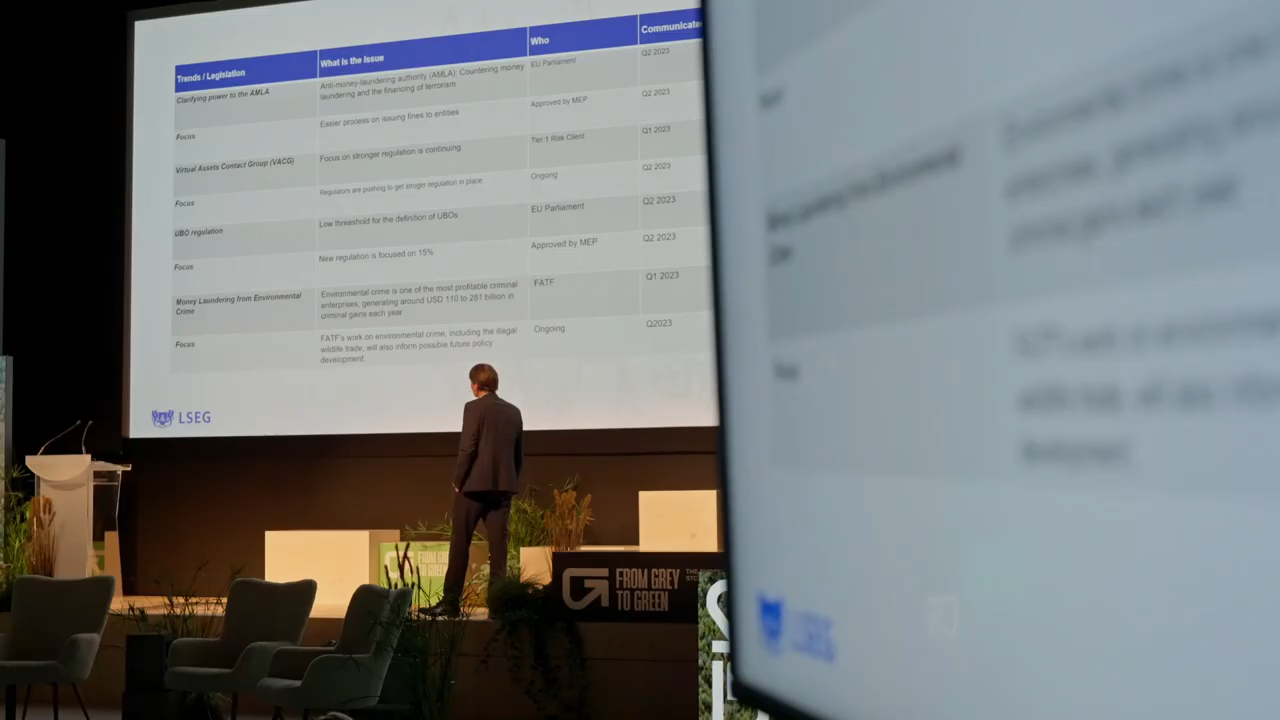 Trends / Legislation
What is the issue
Who
Communicate
Clarifying power to the AMLA
Anti-money-laundering authority (AMLA): Countering money
laundering and the financing of terrorism
EU Parliament
Q2 2023
Focus
Easier process on issuing fines to entities
Approved by MEP
Q2 2023
Virtual Assets Contact Group (VACG)
Focus on stronger regulation is continuing
Tier 1 Risk Client
Q1 2023
Focus
Regulators are pushing to get stroger regulation in place
Ongoing
Q2 2023
UBO regulation
Low threshold for the definition of UBOs
EU Parliament
Q2 2023
Focus
New regulation is focused on 15%
Approved by MEP
Q2 2023
Money Laundering from Environmental
Crime
Environmental crime is one of the most profitable criminal
enterprises, generating around USD 110 to 281 billion in
criminal gains each year
FATF
Q1 2023
Focus
FATF's work on environmental crime, including the illegal
wildlife trade, will also inform possible future policy
development.
Ongoing
Q2023
LSEG
FROM GREY
TO GREEN
FROM GREY
TO GREEN
LSEG